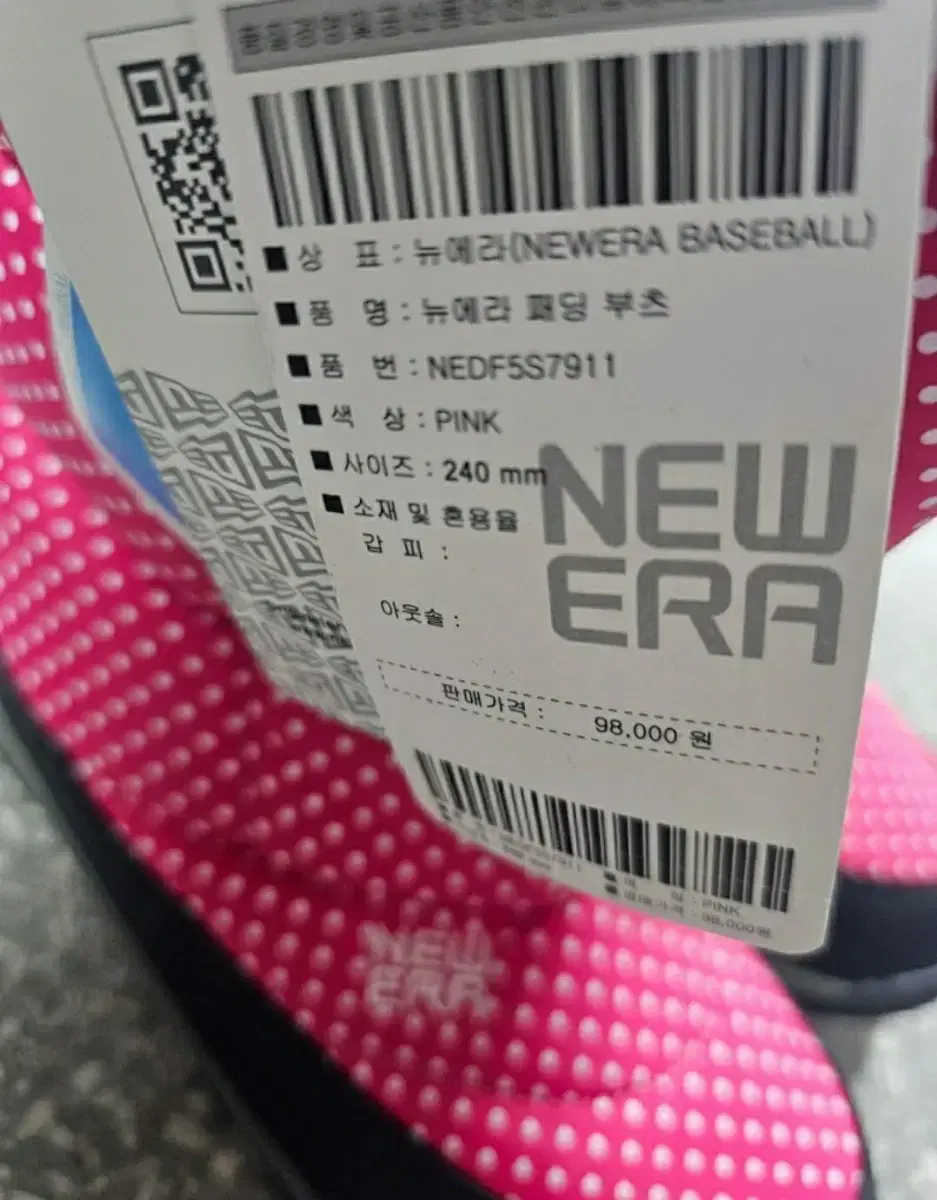 ■ 상 표 : 뉴에라(NEWERA BASEBALL)
■ 품 명 : 뉴에라 패딩 부츠
■ 품 번 : NEDF5S7911
■ 색 상 : PINK
■ 사이즈 : 240 mm
■ 소재 및 혼용율
갑 피 :
아웃솔 :
NEW
ERA
판매가격 : 98,000 원
PINK
98,000원
NEW
ERA